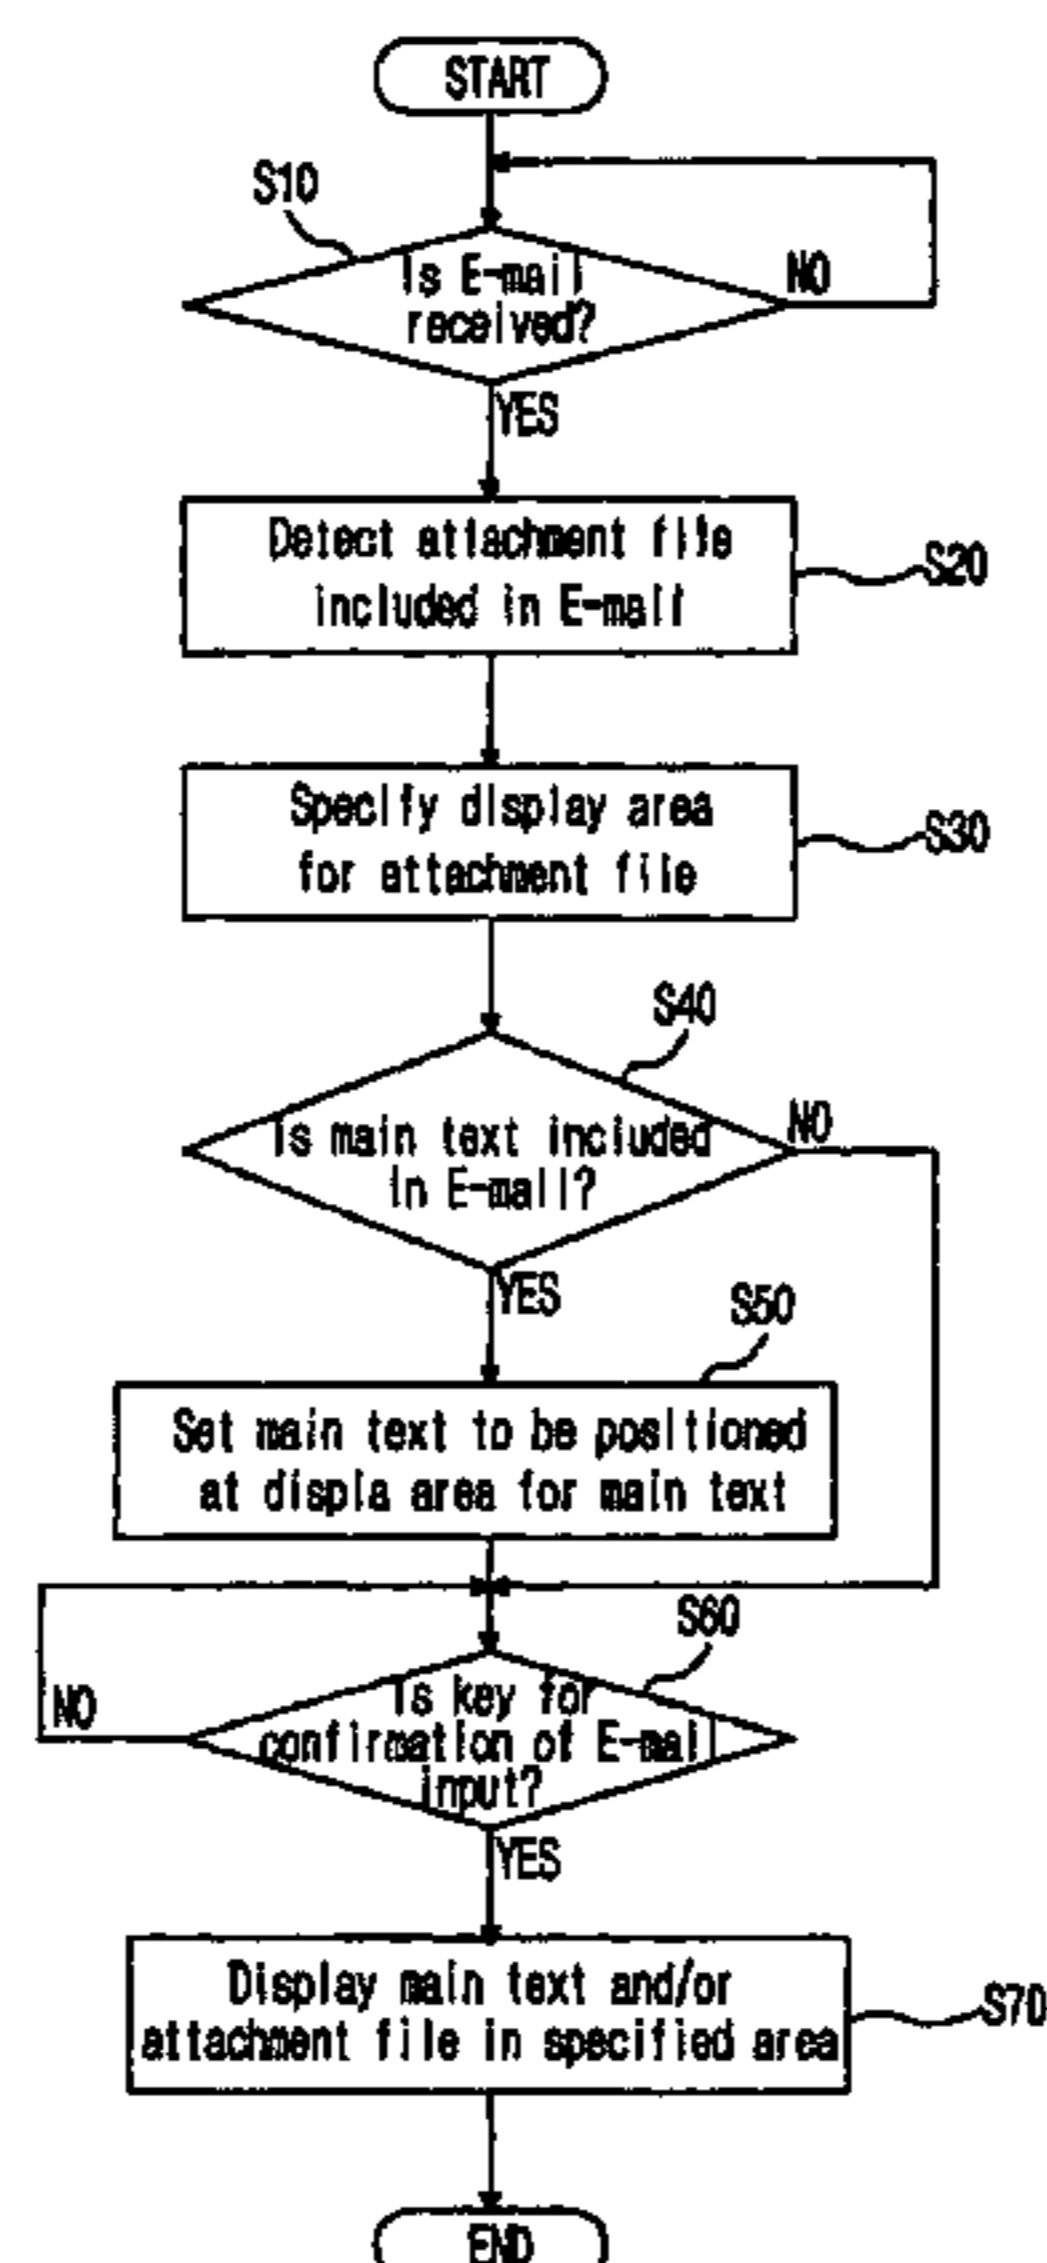 START
S10
Is E-mail
received?
NO
YES
Detect attachment file
included in E-mail
S20
Specify display area
for attachment file
S30
S40
Is main text included
in E-mail?
NO
YES
S50
Set main text to be positioned
at displa area for main text
S60
Is key for
confirmation of E-mail
input?
NO
YES
Display main text and/or
attachment file in specified area
S70
END